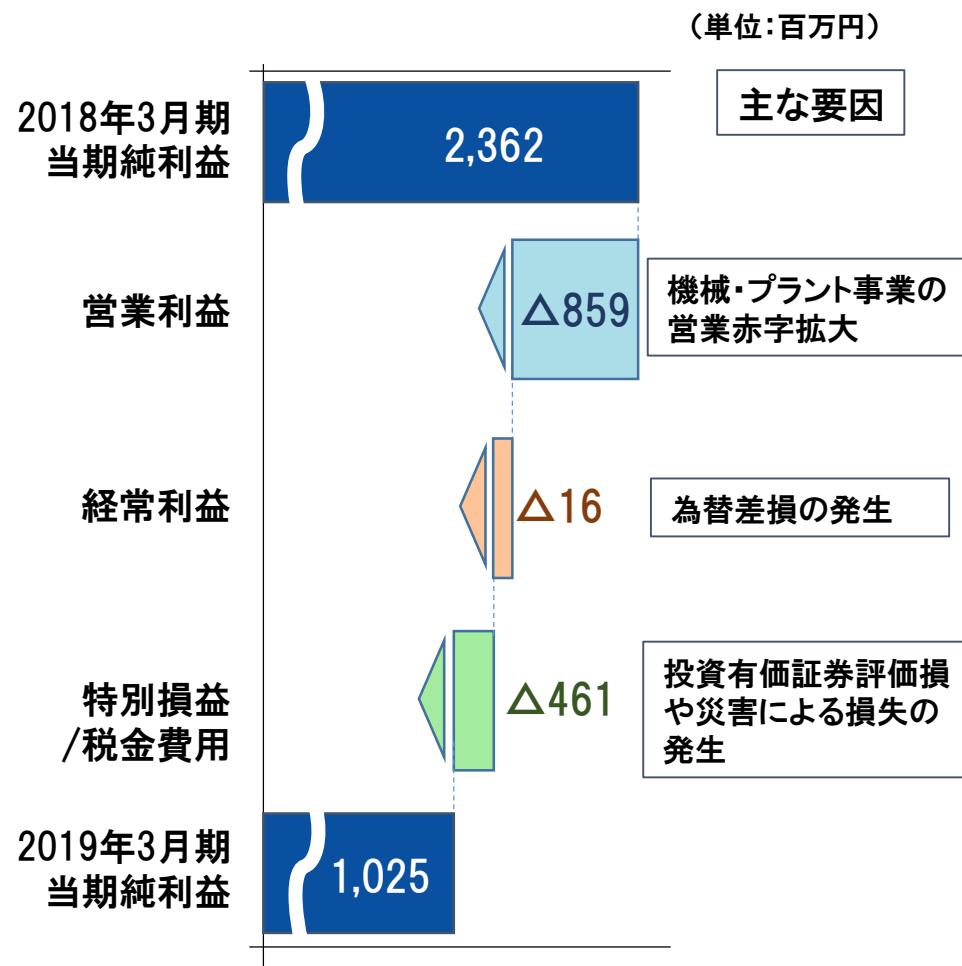 （単位：百万円）
主な要因
2018年3月期
当期純利益
2,362
営業利益
△859
機械・プラント事業の
営業赤字拡大
経常利益
△16
為替差損の発生
特別損益
/税金費用
△461
投資有価証券評価損
や災害による損失の
発生
2019年3月期
当期純利益
1,025